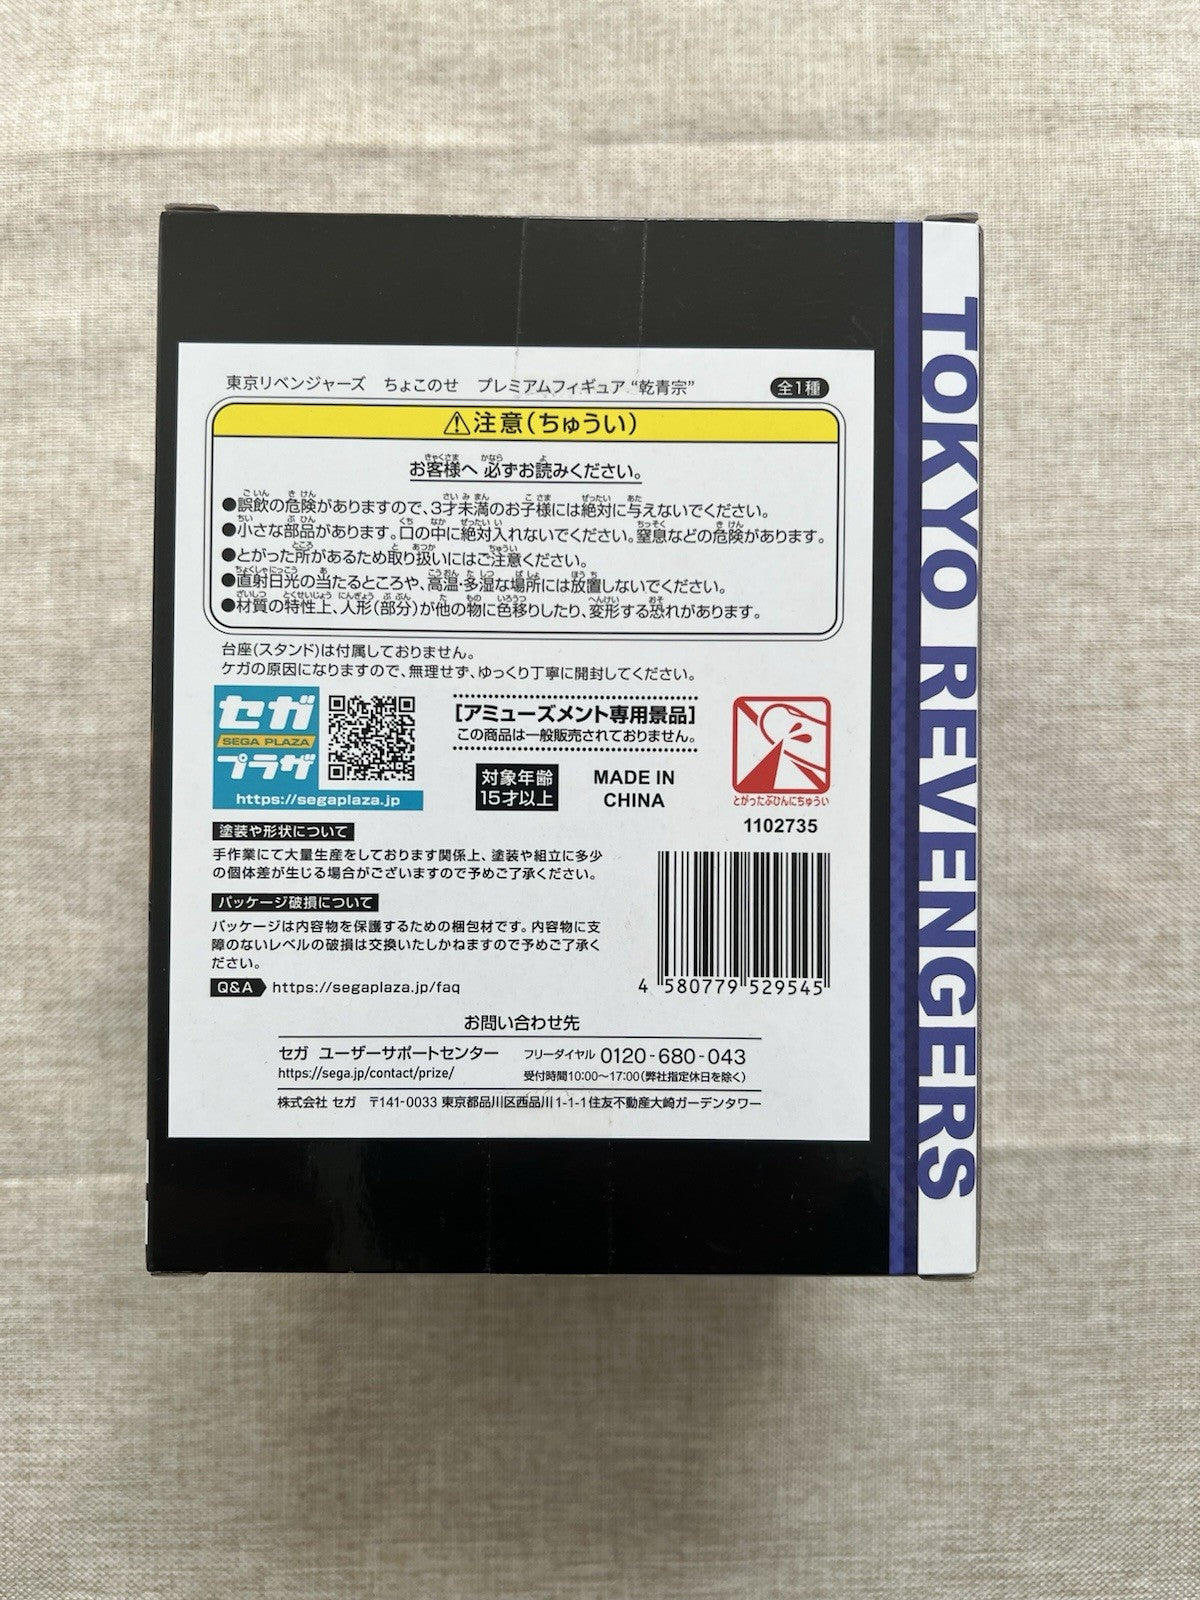 東京リベンジャーズ ちょこのせ プレミアムフィギュア “乾青宗” 全1種
⚠注意(ちゅうい)
お客様へ 必ずお読みください。
●誤飲の危険がありますので、3才未満のお子様には絶対に与えないでください。
●小さな部品があります。口の中に絶対入れないでください。窒息などの危険があります。
●とがった所があるため取り扱いにはご注意ください。
●直射日光の当たるところや、高温・多湿な場所には放置しないでください。
●材質の特性上、人形(部分)が他の物に色移りしたり、変形する恐れがあります。
台座(スタンド)は付属しておりません。
ケガの原因になりますので、無理せず、ゆっくり丁寧に開封してください。
セガ
SEGA PLAZA
プラザ
https://segaplaza.jp
[アミューズメント専用景品]
この商品は一般販売されておりません。
対象年齢
15才以上
MADE IN
CHINA
とがったぶひんにちゅうい
1102735
塗装や形状について
手作業にて大量生産をしております関係上、塗装や組立に多少
の個体差が生じる場合がございますので予めご了承ください。
パッケージ破損について
パッケージは内容物を保護するための梱包材です。内容物に支
障のないレベルの破損は交換いたしかねますので予めご了承く
ださい。
Q&A https://segaplaza.jp/faq
4 580779 529545
お問い合わせ先
セガ ユーザーサポートセンター フリーダイヤル 0120-680-043
https://sega.jp/contact/prize/ 受付時間10:00～17:00(弊社指定休日を除く)
株式会社 セガ 〒141-0033 東京都品川区西品川1-1-1住友不動産大崎ガーデンタワー
TOKYO REVENGERS